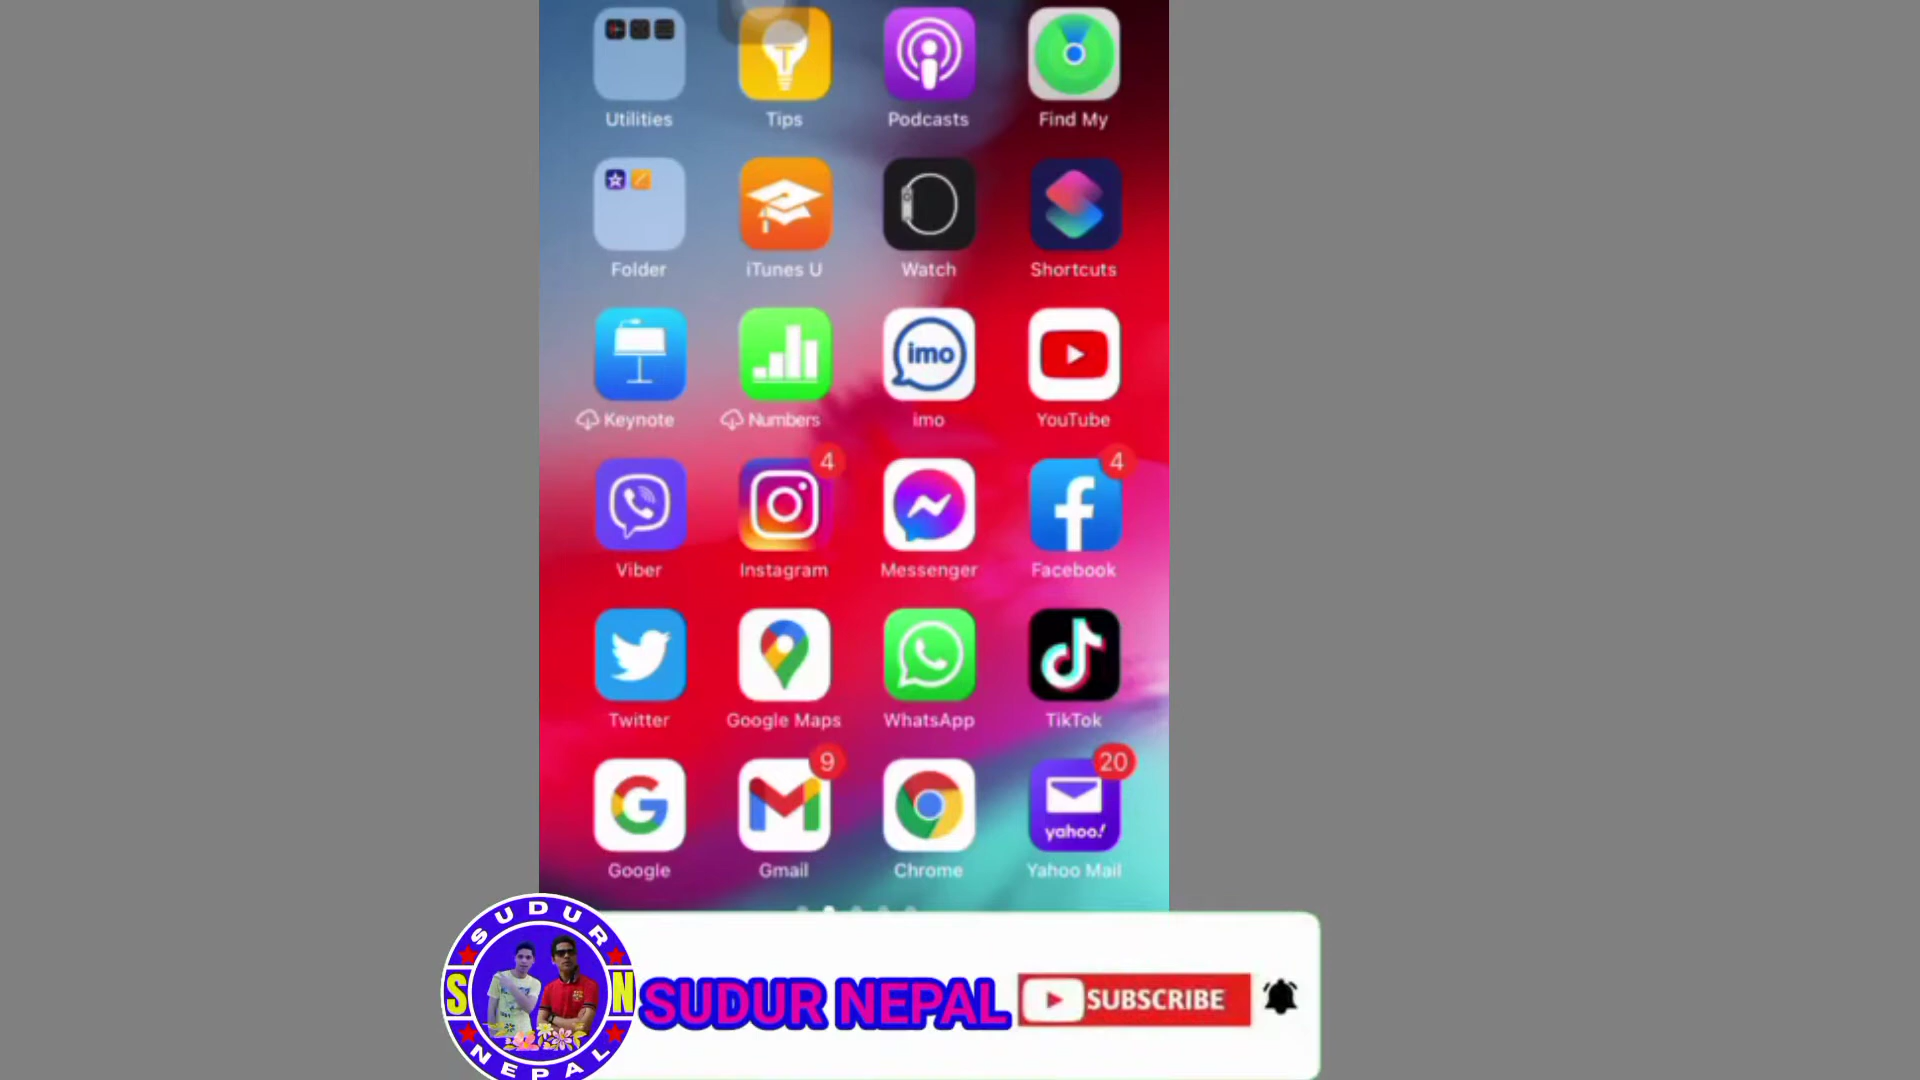 Utilities Tips Podcasts Find My
Folder iTunes U Watch Shortcuts
imo
Keynote Numbers imo YouTube
4 4
Viber Instagram Messenger Facebook
Twitter Google Maps WhatsApp TikTok
9 20
yahoo!
Google Gmail Chrome Yahoo Mail
SUDUR
S N
NEPAL
SUDUR NEPAL SUBSCRIBE